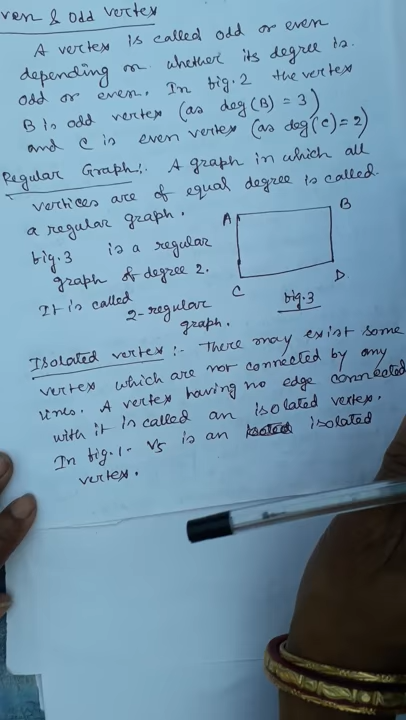 ven & Odd vertex
A vertex is called odd or even
depending on whether its degree is
odd or even. In fig.2 the vertex
B is odd vertex (as deg(B) = 3)
and C is even vertex (as deg(C) = 2)
Regular Graph:. A graph in which all
vertices are of equal degree is called.
a regular graph.
fig.3 is a regular
graph of degree 2.
It is called
2-regular
graph.
A
B
C
D
fig.3
Isolated vertex:- There may exist some
vertex which are not connected by any
lines. A vertex having no edge connected
with it is called an isolated vertex.
In fig.1- V5 is an isolated
vertex.